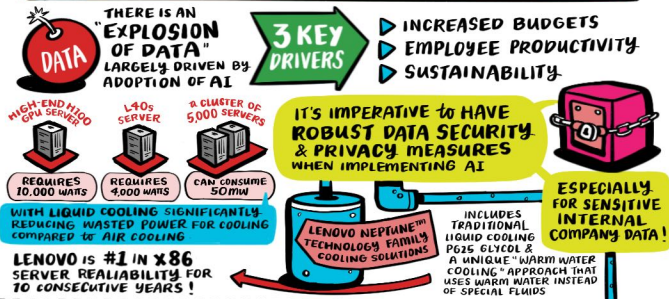 DATA
THERE IS AN
"EXPLOSION
OF DATA"
LARGELY DRIVEN BY
ADOPTION OF AI
3 KEY
DRIVERS
INCREASED BUDGETS
EMPLOYEE PRODUCTIVITY
SUSTAINABILITY
HIGH-END H100
GPU SERVER
REQUIRES
10,000 WATTS
L40s
SERVER
REQUIRES
4,000 WATTS
A CLUSTER OF
5,000 SERVERS
CAN CONSUME
50MW
WITH LIQUID COOLING SIGNIFICANTLY
REDUCING WASTED POWER FOR COOLING
COMPARED to AIR COOLING
LENOVO IS #1 IN X86
SERVER REALIABILITY FOR
10 CONSECUTIVE YEARS!
IT'S IMPERATIVE to HAVE
ROBUST DATA SECURITY
& PRIVACY MEASURES
WHEN IMPLEMENTING AI
ESPECIALLY
FOR SENSITIVE
INTERNAL
COMPANY DATA!
LENOVO NEPTUNE™
TECHNOLOGY FAMILY
COOLING SOLUTIONS
INCLUDES
TRADITIONAL
LIQUID COOLING
PG25 GLYCOL &
A UNIQUE "WARM WATER
COOLING" APPROACH THAT
USES WARM WATER INSTEAD
OF SPECIAL FLUIDS